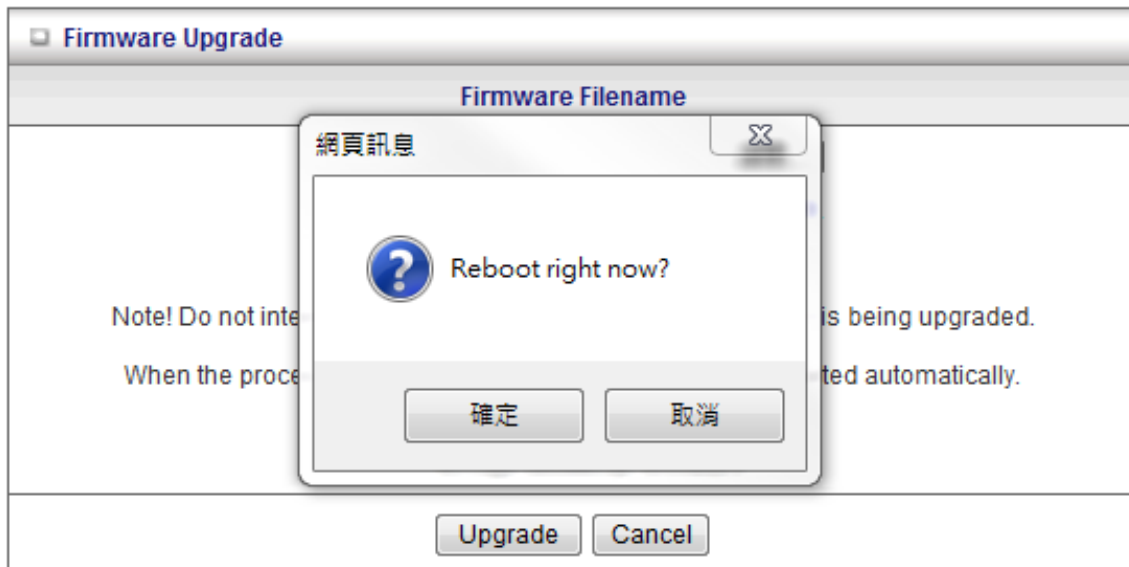 Firmware Upgrade
Firmware Filename
網頁訊息
Reboot right now?
Note! Do not inte
is being upgraded.
When the proce
ted automatically.
確定
取消
Upgrade
Cancel